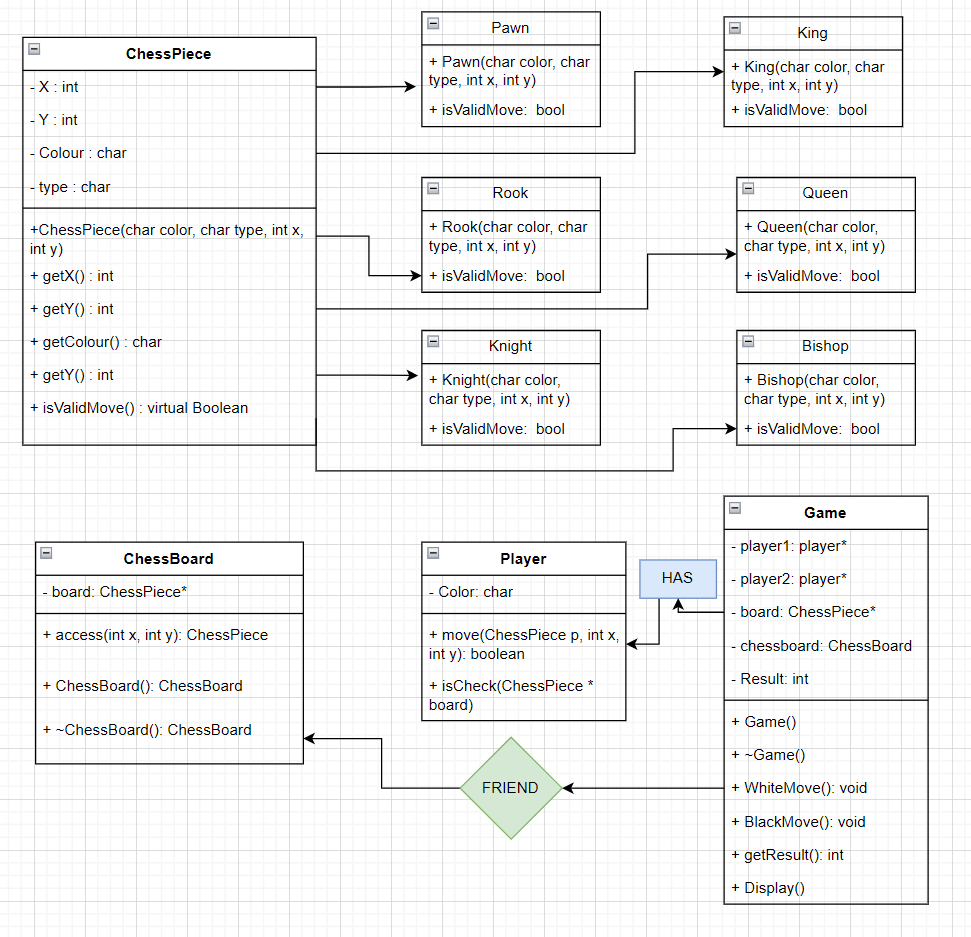 ChessPiece
- X : int
- Y : int
- Colour : char
- type : char
+ChessPiece(char color, char type, int x,
int y)
+ getX() : int
+ getY() : int
+ getColour() : char
+ getY() : int
+ isValidMove() : virtual Boolean
Pawn
+ Pawn(char color, char
type, int x, int y)
+ isValidMove:  bool
King
+ King(char color, char
type, int x, int y)
+ isValidMove:  bool
Rook
+ Rook(char color, char
type, int x, int y)
+ isValidMove:  bool
Queen
+ Queen(char color,
char type, int x, int y)
+ isValidMove:  bool
Knight
+ Knight(char color,
char type, int x, int y)
+ isValidMove:  bool
Bishop
+ Bishop(char color,
char type, int x, int y)
+ isValidMove:  bool
ChessBoard
- board: ChessPiece*
+ access(int x, int y): ChessPiece
+ ChessBoard(): ChessBoard
+ ~ChessBoard(): ChessBoard
Player
- Color: char
+ move(ChessPiece p, int x,
int y): boolean
+ isCheck(ChessPiece *
board)
HAS
FRIEND
Game
- player1: player*
- player2: player*
- board: ChessPiece*
- chessboard: ChessBoard
- Result: int
+ Game()
+ ~Game()
+ WhiteMove(): void
+ BlackMove(): void
+ getResult(): int
+ Display()